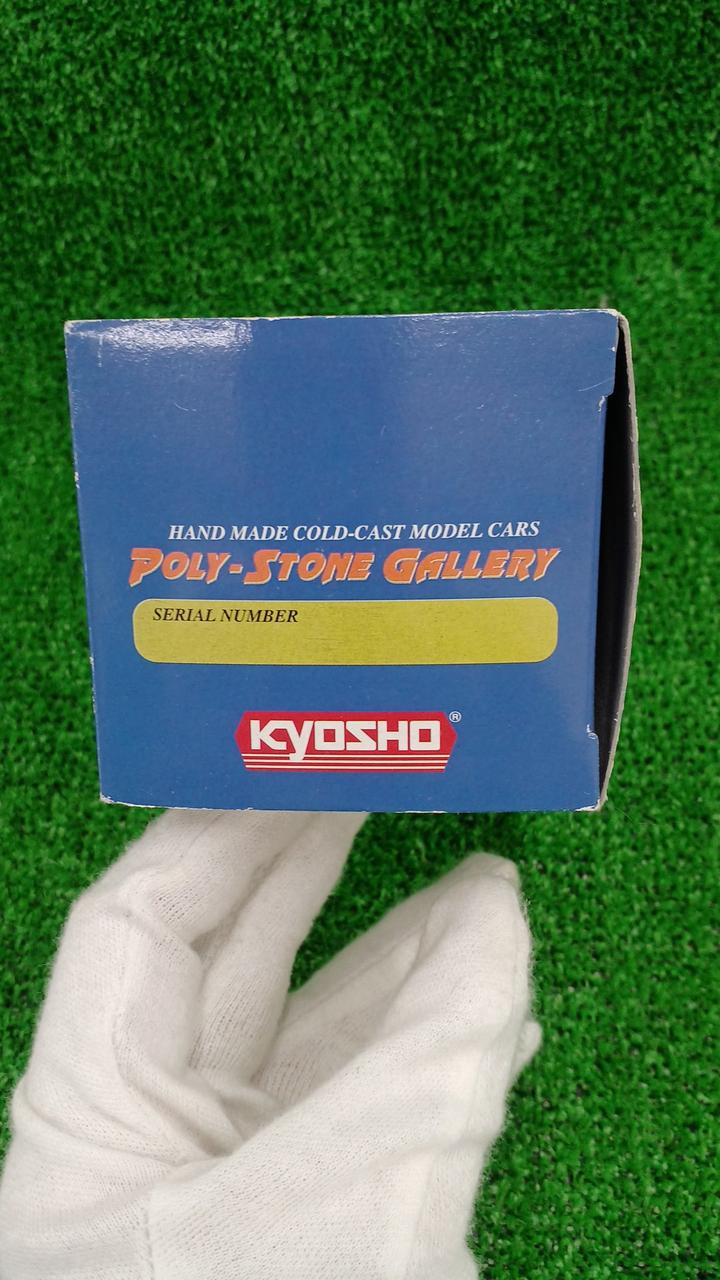 HAND MADE COLD-CAST MODEL CARS
POLY-STONE GALLERY
SERIAL NUMBER
KYOSHO®